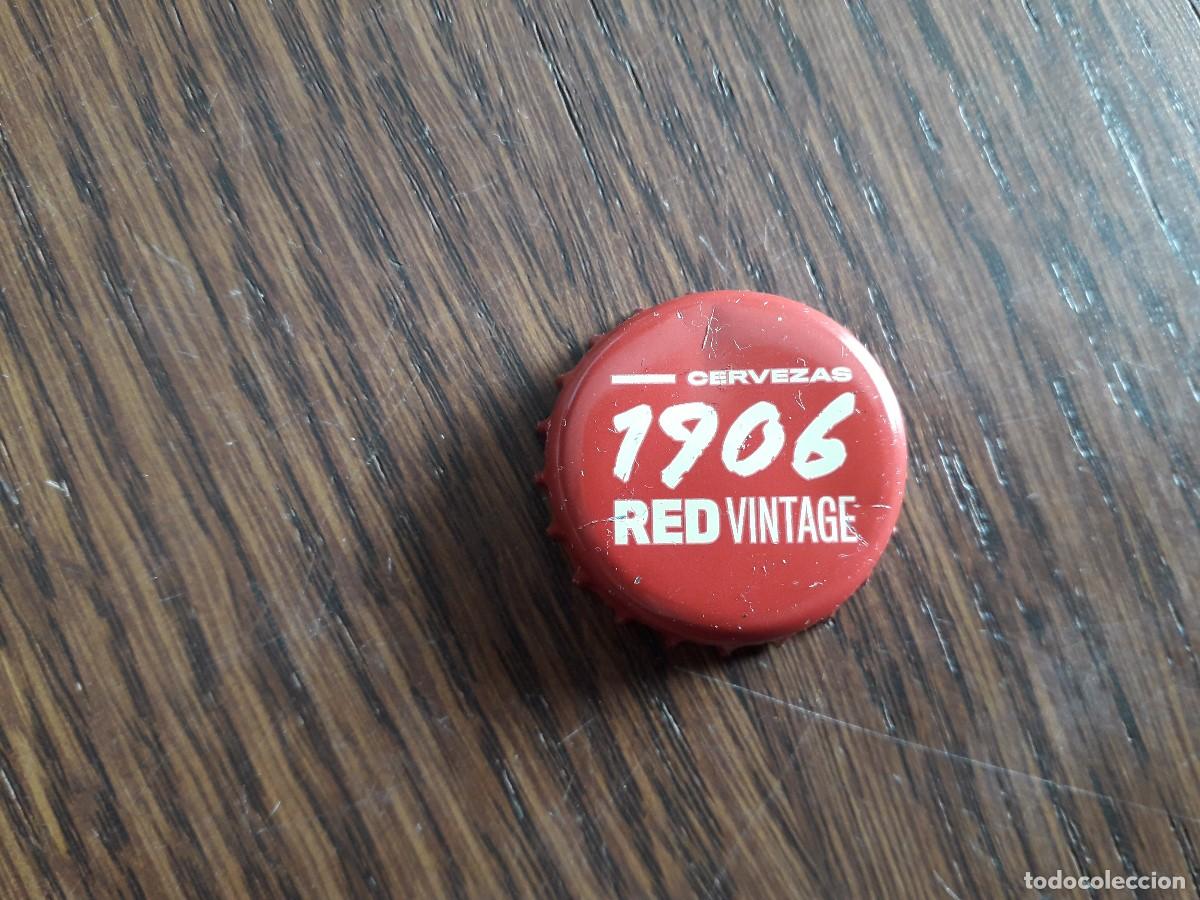 CERVEZAS
1906
RED VINTAGE
todocoleccion